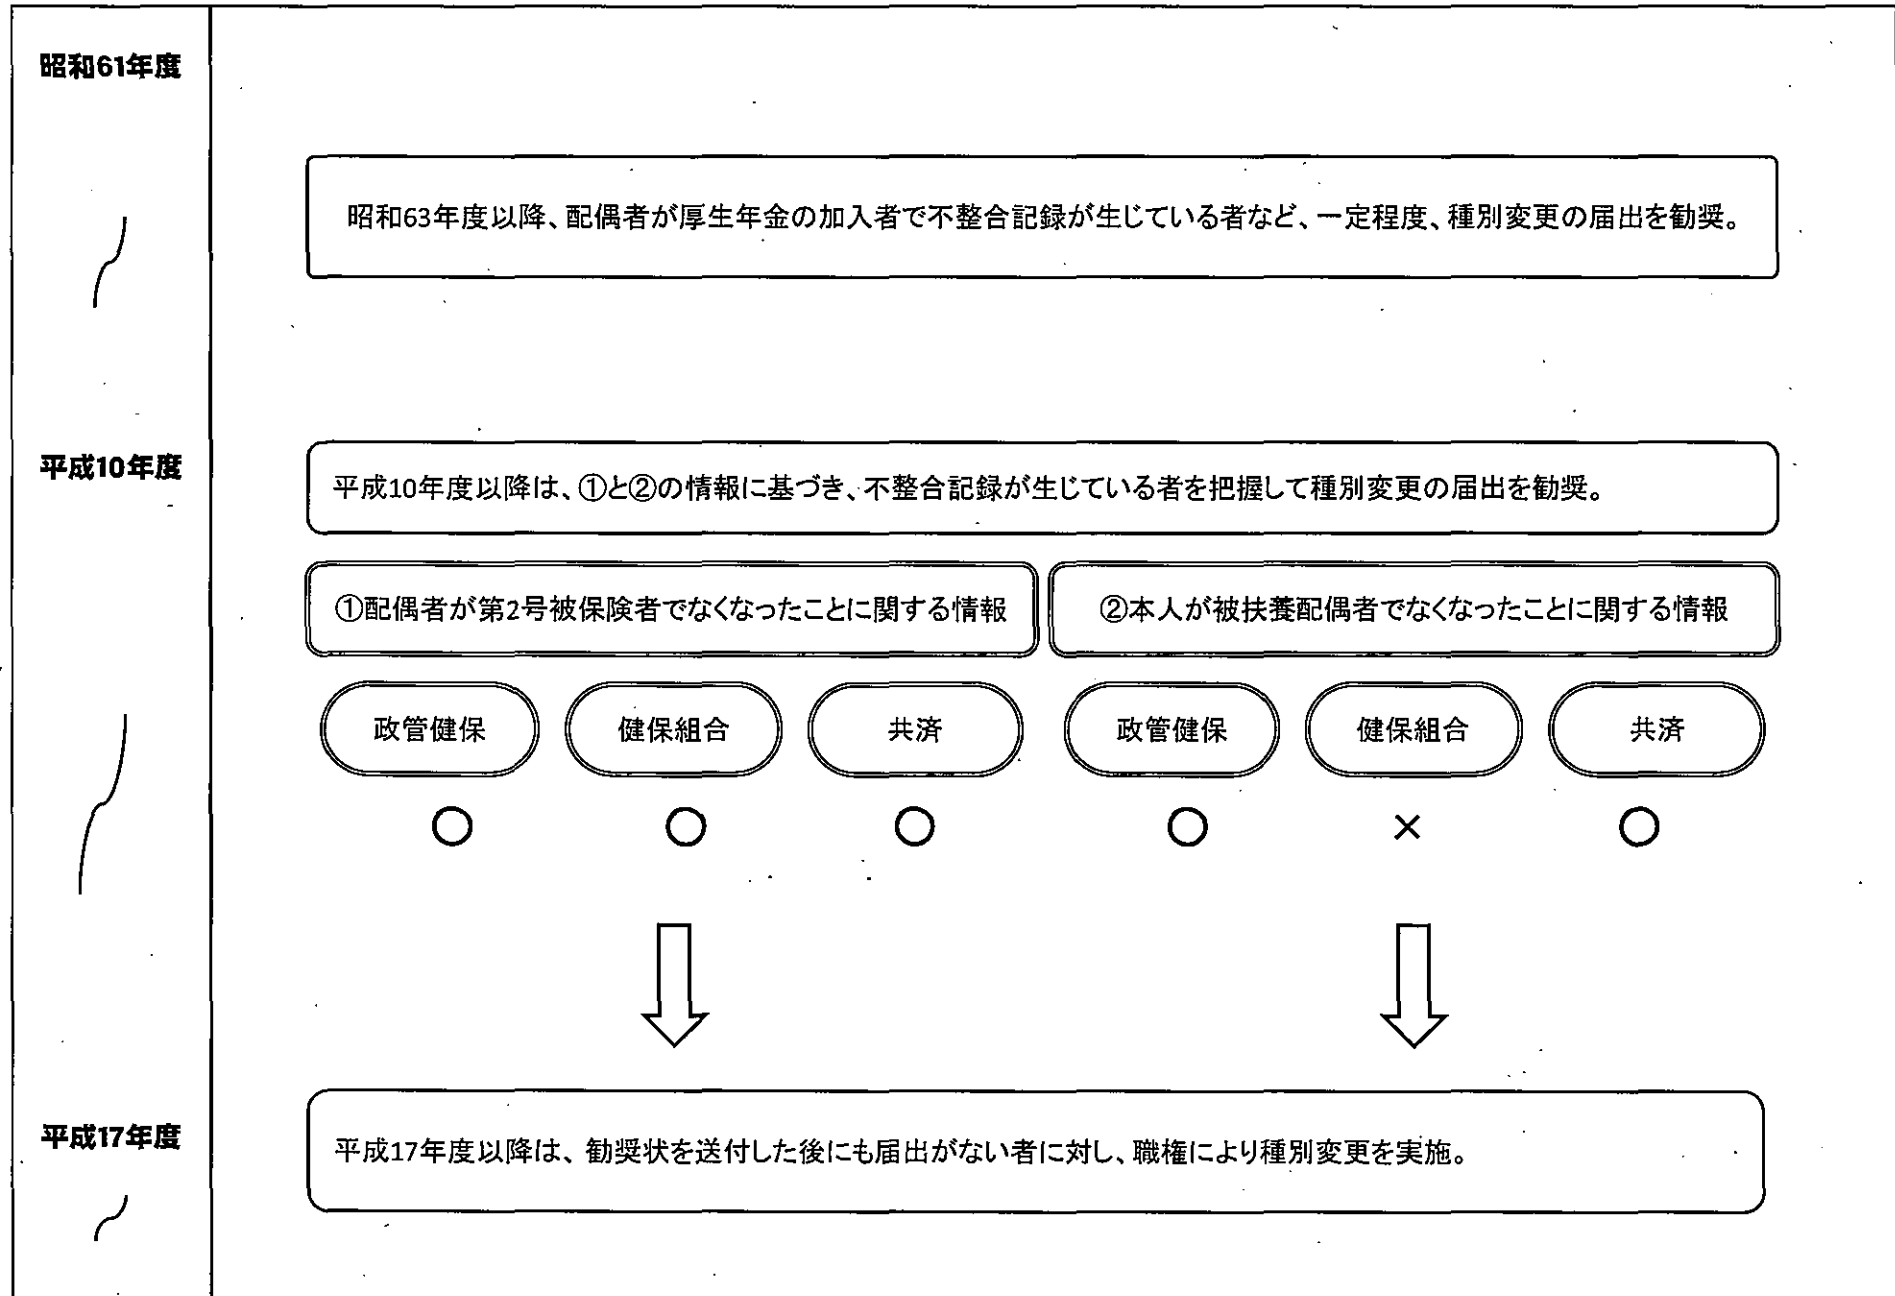 昭和61年度
昭和63年度以降、配偶者が厚生年金の加入者で不整合記録が生じている者など、一定程度、種別変更の届出を勧奨。
平成10年度
平成10年度以降は、①と②の情報に基づき、不整合記録が生じている者を把握して種別変更の届出を勧奨。
①配偶者が第2号被保険者でなくなったことに関する情報
②本人が被扶養配偶者でなくなったことに関する情報
政管健保
健保組合
共済
政管健保
健保組合
共済
○
○
○
○
×
○
平成17年度
平成17年度以降は、勧奨状を送付した後にも届出がない者に対し、職権により種別変更を実施。